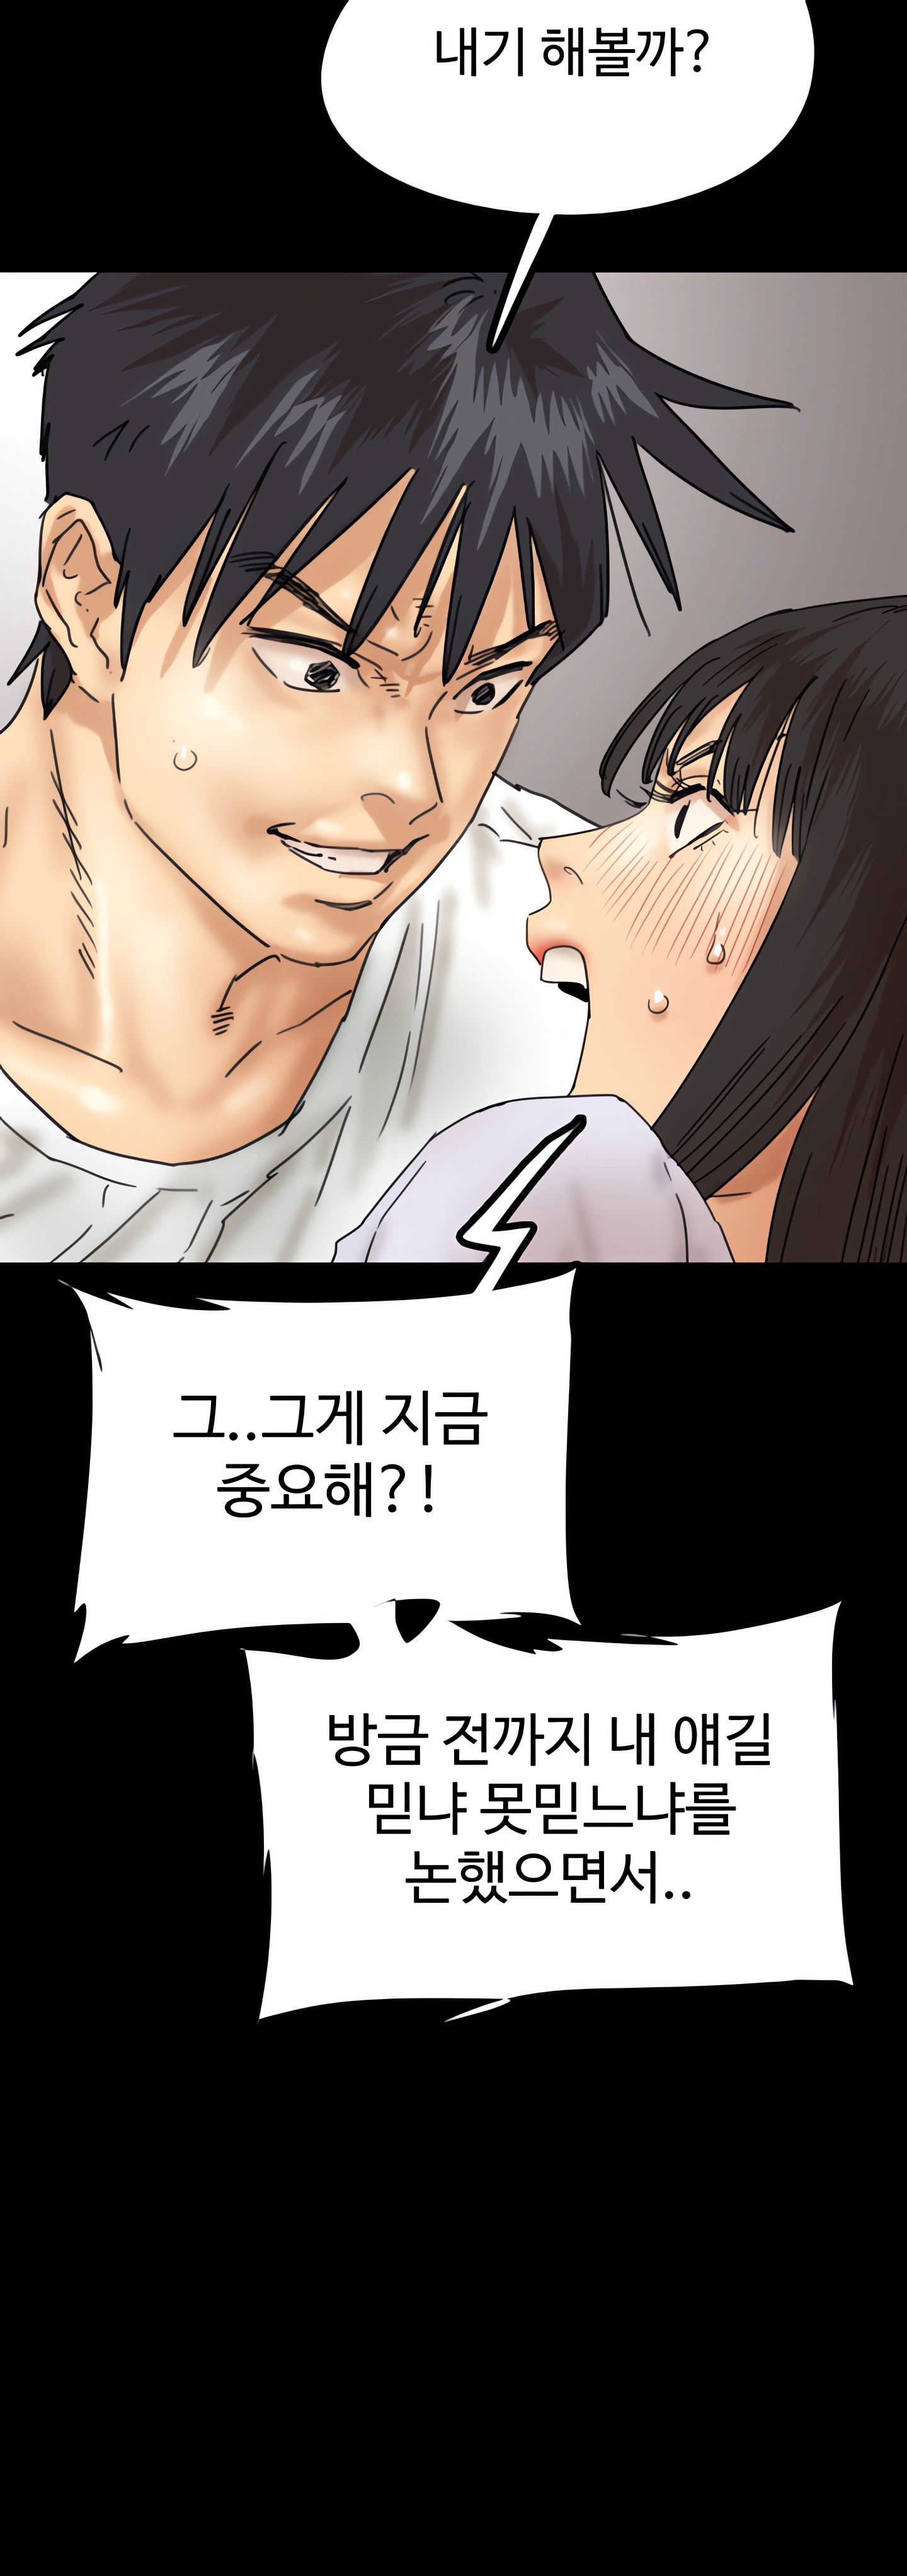 내기 해볼까?
그..그게 지금
중요해?!
방금 전까지 내 얘길
믿냐 못믿느냐를
논했으면서..